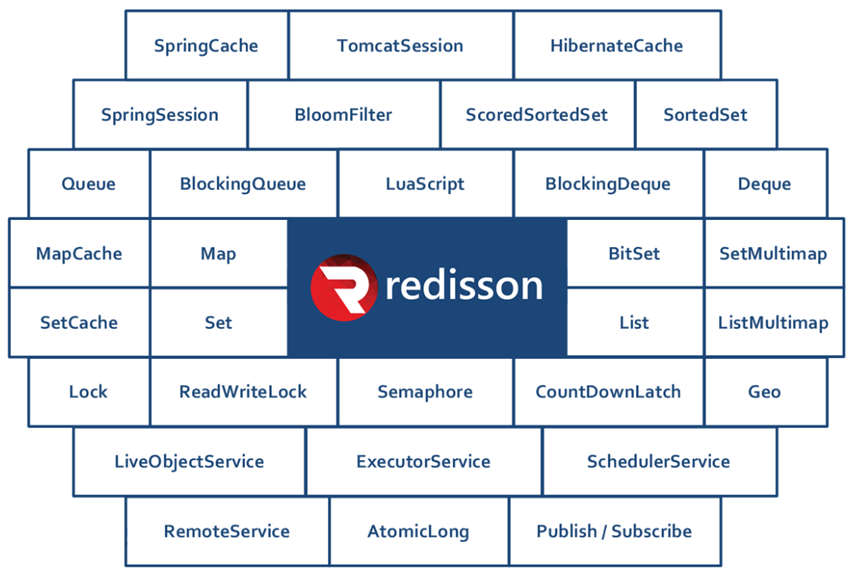 SpringCache TomcatSession HibernateCache
SpringSession BloomFilter ScoredSortedSet SortedSet
Queue BlockingQueue LuaScript BlockingDeque Deque
MapCache Map BitSet SetMultimap
redisson
SetCache Set List ListMultimap
Lock ReadWriteLock Semaphore CountDownLatch Geo
LiveObjectService ExecutorService SchedulerService
RemoteService AtomicLong Publish / Subscribe